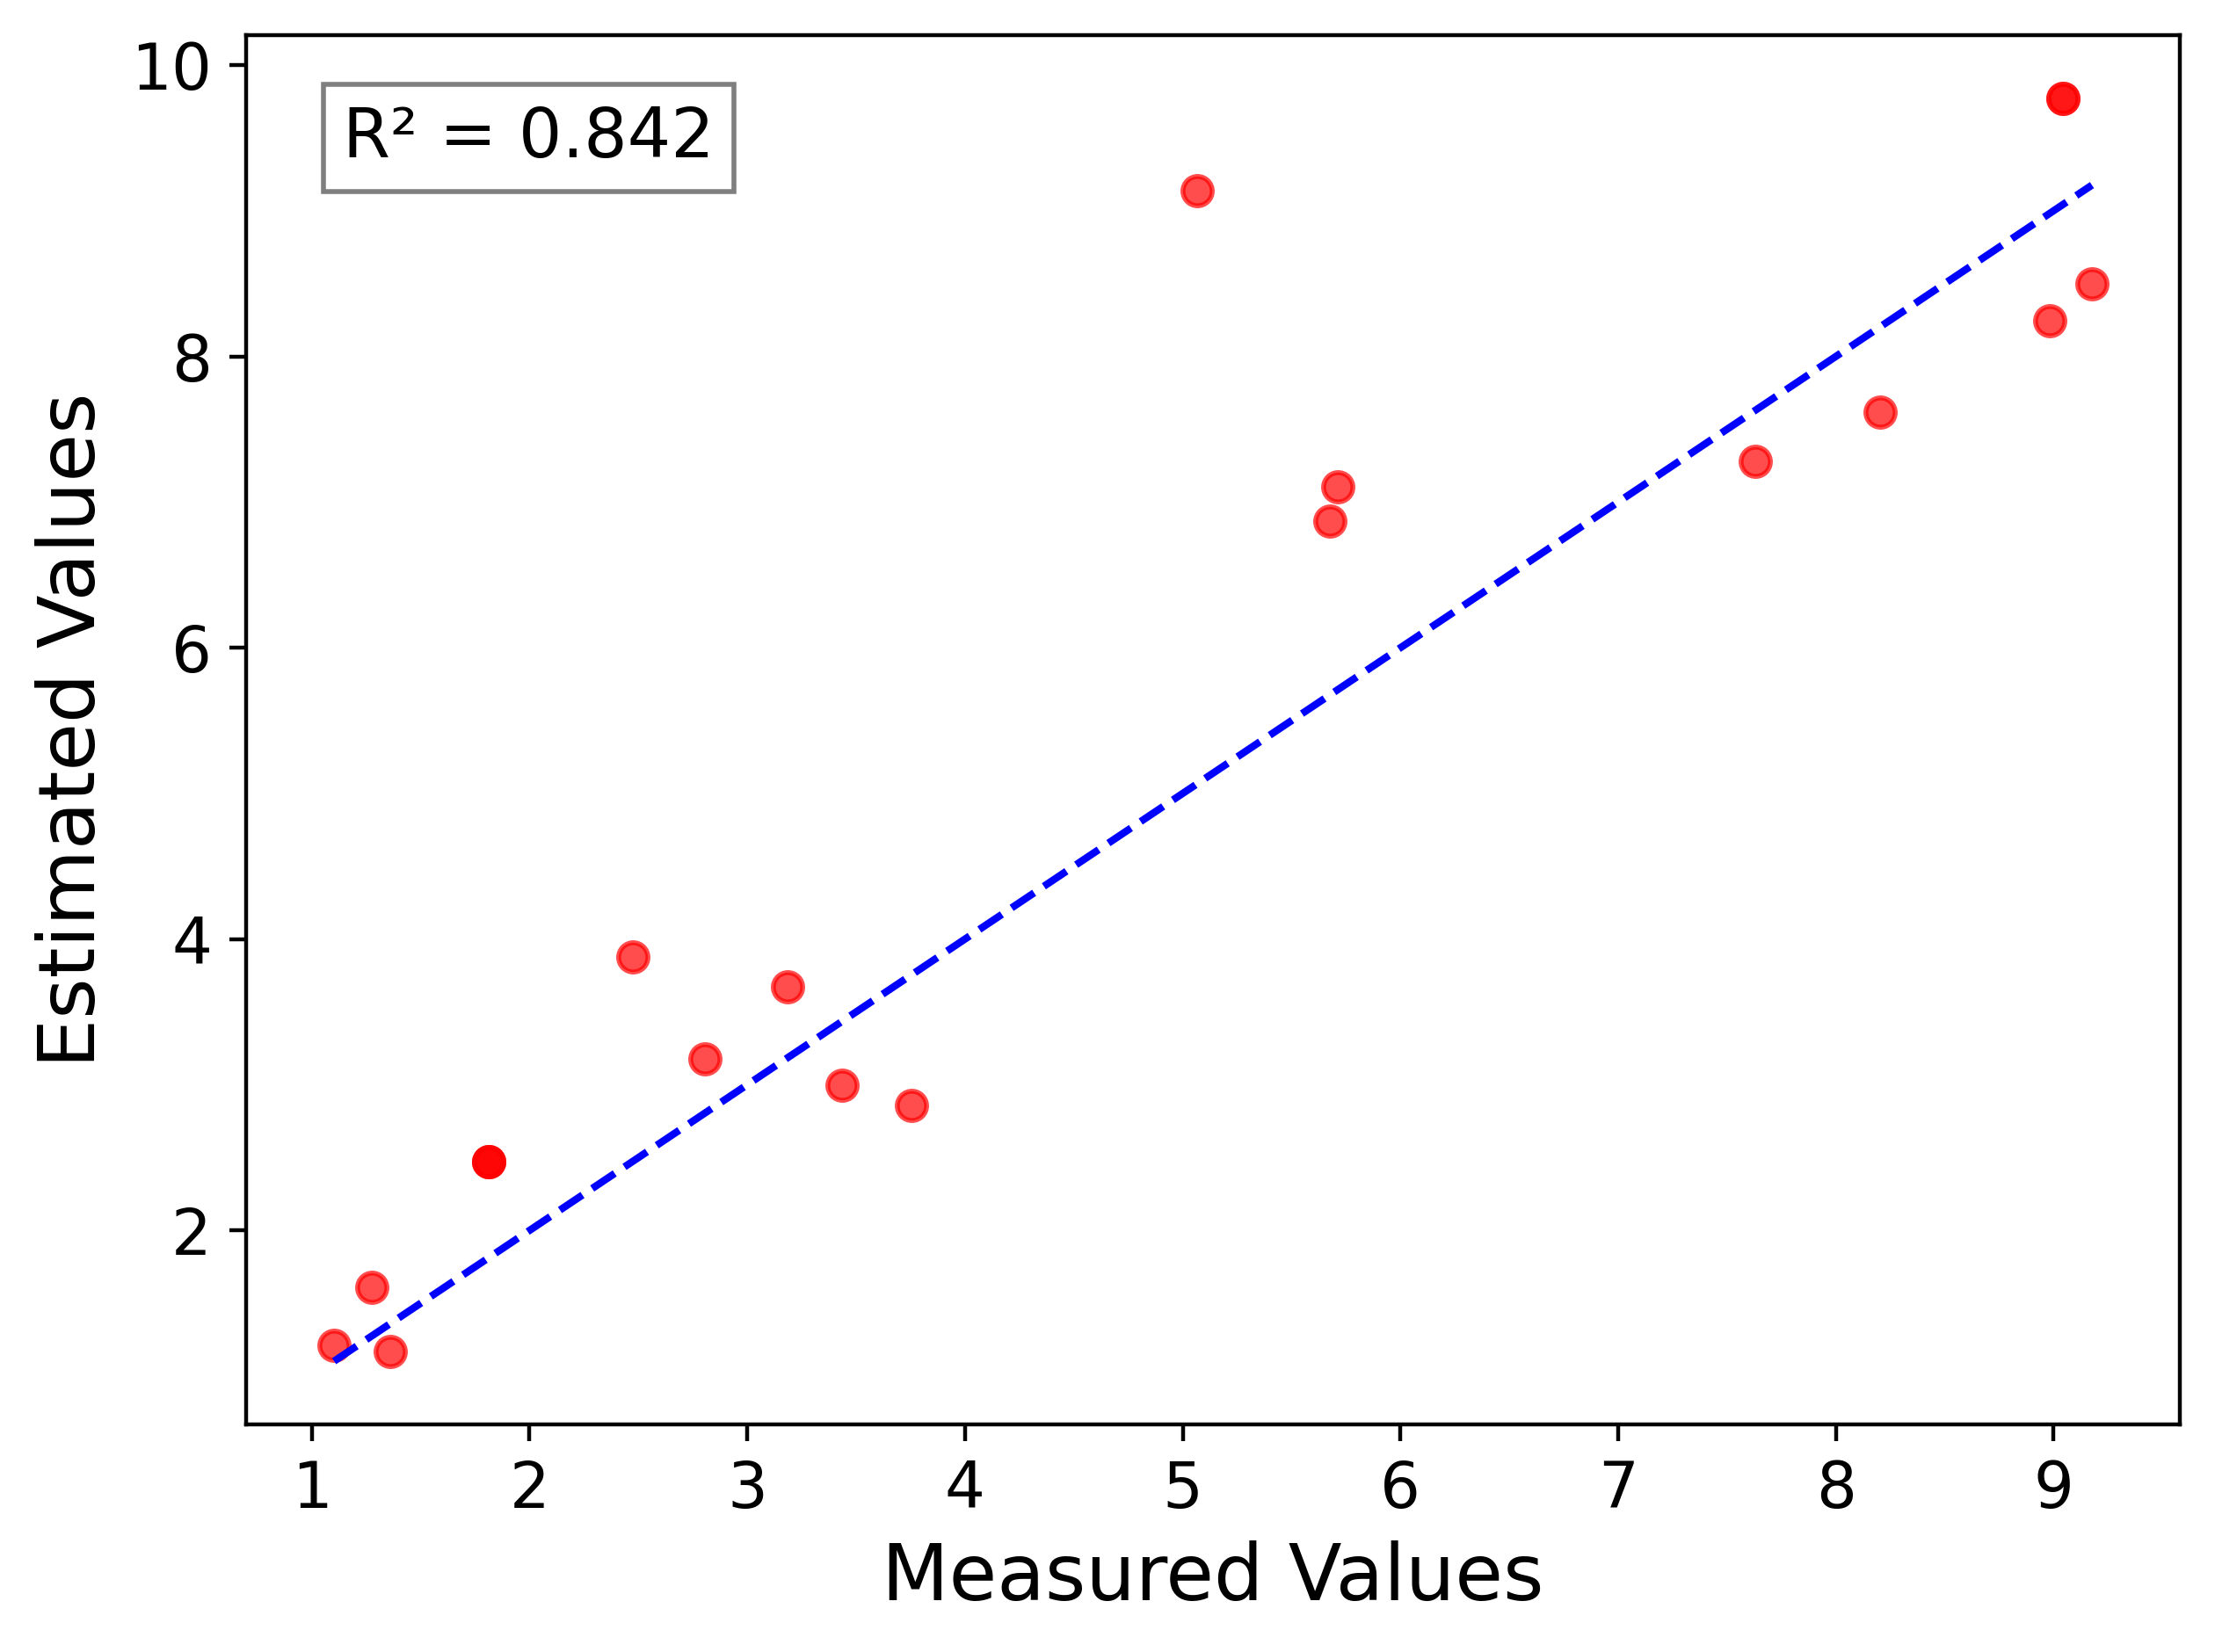 R² = 0.842
10
8
6
4
2
Estimated Values
1 2 3 4 5 6 7 8 9
Measured Values